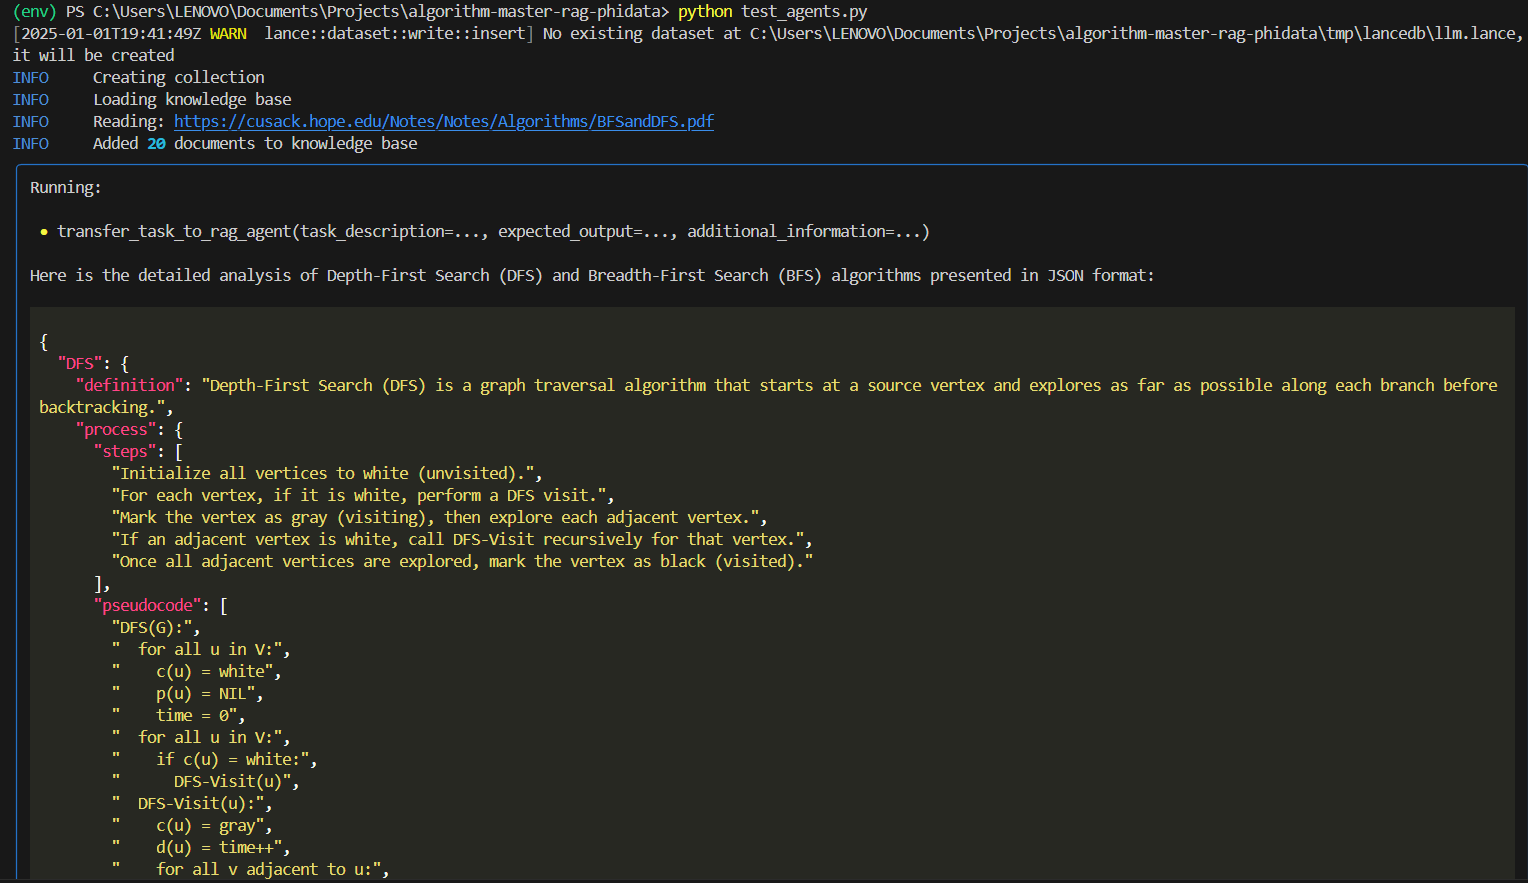 (env) PS C:\Users\LENOVO\Documents\Projects\algorithm-master-rag-phidata> python test_agents.py
[2025-01-01T19:41:49Z WARN  lance::dataset::write::insert] No existing dataset at C:\Users\LENOVO\Documents\Projects\algorithm-master-rag-phidata\tmp\lancedb\llm.lance,
it will be created
INFO     Creating collection
INFO     Loading knowledge base
INFO     Reading: https://cusack.hope.edu/Notes/Notes/Algorithms/BFSandDFS.pdf
INFO     Added 20 documents to knowledge base
Running:
• transfer_task_to_rag_agent(task_description=..., expected_output=..., additional_information=...)
Here is the detailed analysis of Depth-First Search (DFS) and Breadth-First Search (BFS) algorithms presented in JSON format:
{
  "DFS": {
    "definition": "Depth-First Search (DFS) is a graph traversal algorithm that starts at a source vertex and explores as far as possible along each branch before
backtracking.",
    "process": {
      "steps": [
        "Initialize all vertices to white (unvisited).",
        "For each vertex, if it is white, perform a DFS visit.",
        "Mark the vertex as gray (visiting), then explore each adjacent vertex.",
        "If an adjacent vertex is white, call DFS-Visit recursively for that vertex.",
        "Once all adjacent vertices are explored, mark the vertex as black (visited)."
      ],
      "pseudocode": [
        "DFS(G):",
        "  for all u in V:",
        "    c(u) = white",
        "    p(u) = NIL",
        "    time = 0",
        "  for all u in V:",
        "    if c(u) = white:",
        "      DFS-Visit(u)",
        "  DFS-Visit(u):",
        "    c(u) = gray",
        "    d(u) = time++",
        "    for all v adjacent to u:",